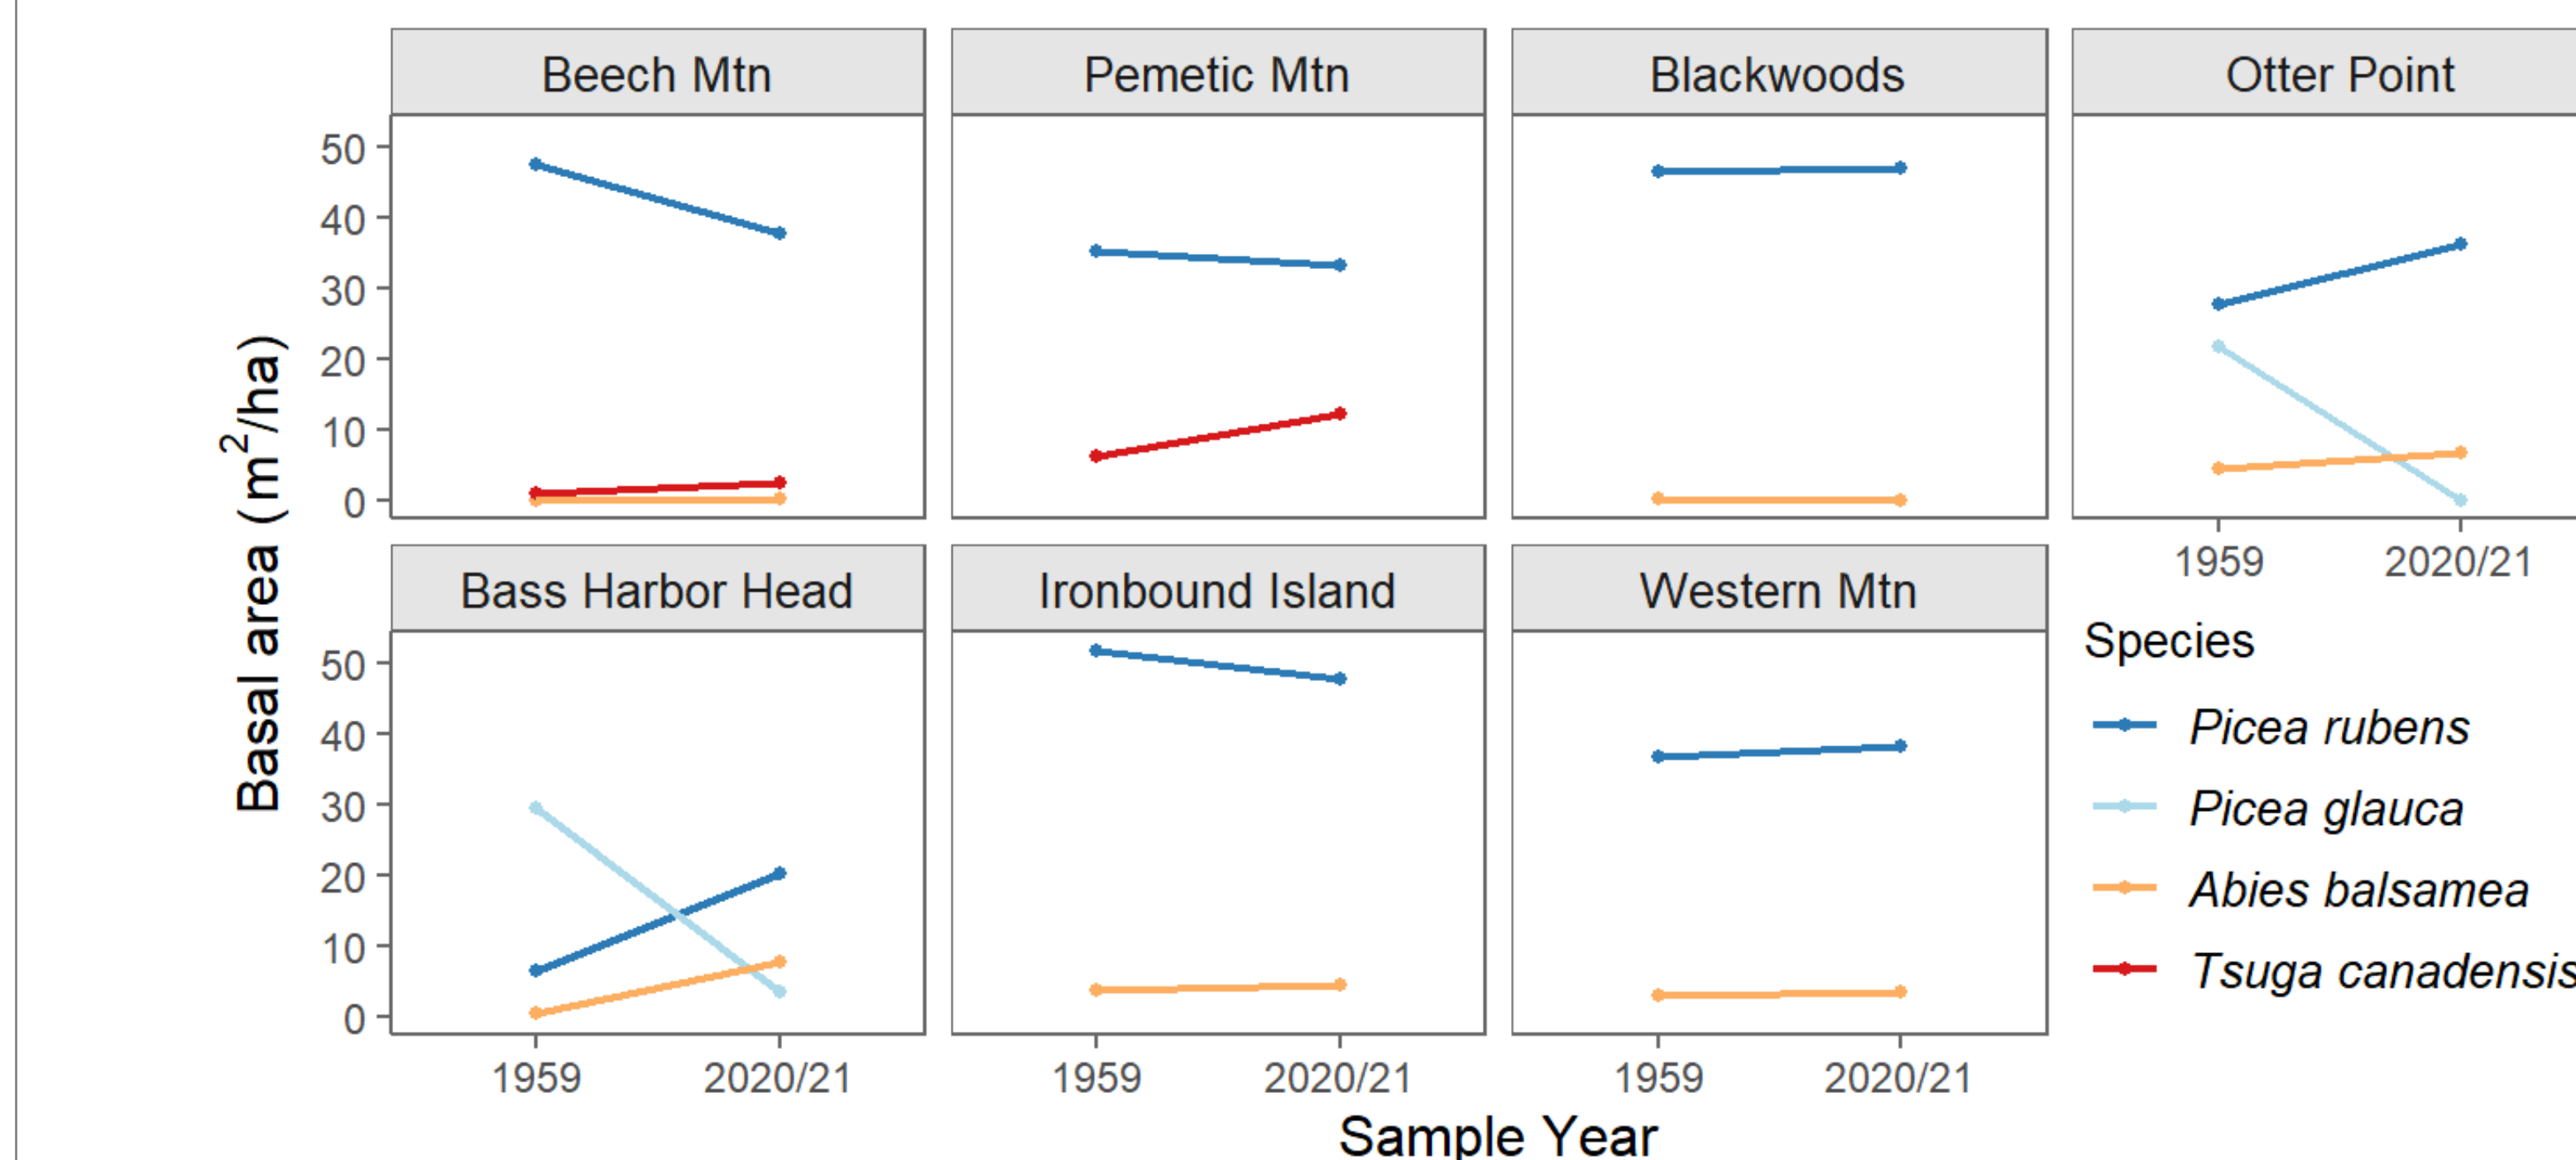 Beech Mtn
Pemetic Mtn
Blackwoods
Otter Point
50
40
30
20
10
0
1959
2020/21
Basal area (m²/ha)
Bass Harbor Head
Ironbound Island
Western Mtn
50
40
30
20
10
0
1959
2020/21
1959
2020/21
1959
2020/21
Sample Year
Species
Picea rubens
Picea glauca
Abies balsamea
Tsuga canadensis